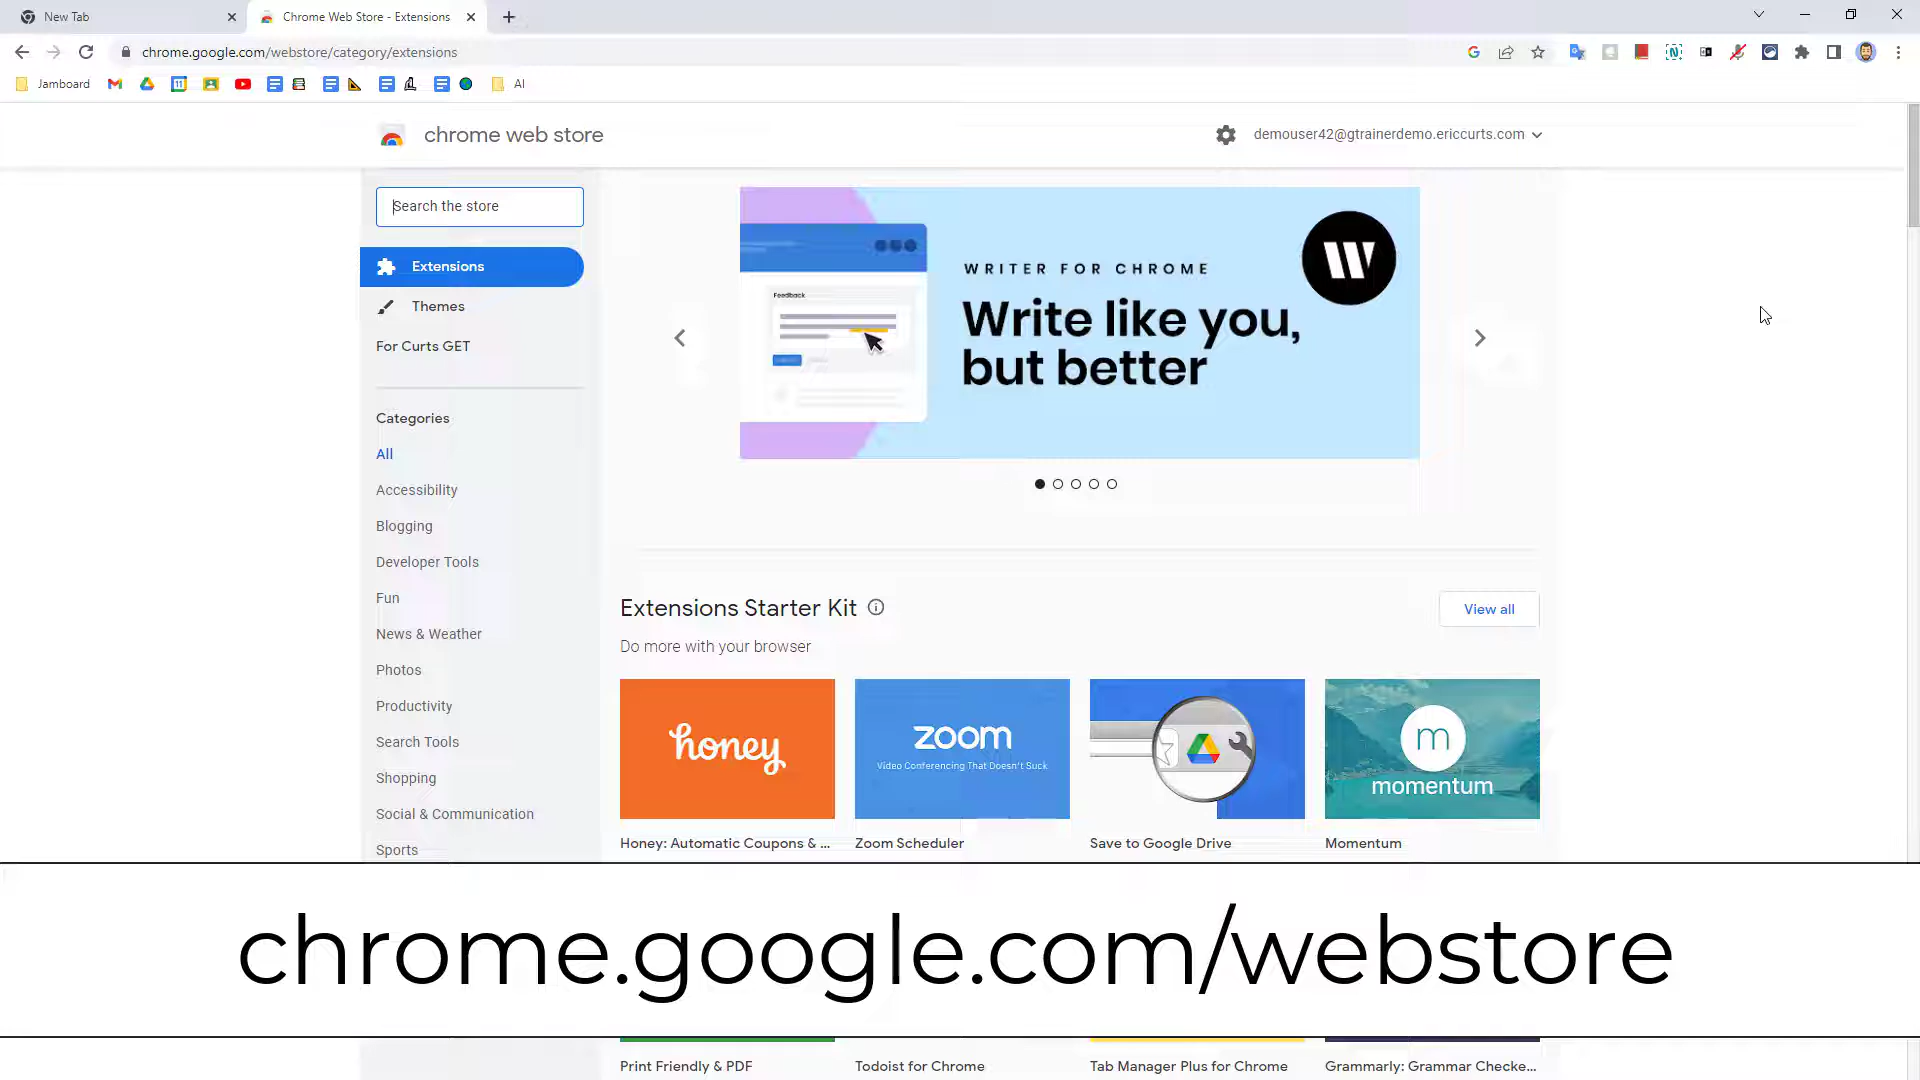 New Tab
Chrome Web Store - Extensions
chrome.google.com/webstore/category/extensions
Jamboard
AI
chrome web store
demouser42@gtrainerdemo.ericcurts.com
Search the store
Extensions
Themes
For Curts GET
Categories
All
Accessibility
Blogging
Developer Tools
Fun
News & Weather
Photos
Productivity
Search Tools
Shopping
Social & Communication
Sports
Feedback
WRITER FOR CHROME
Write like you,
but better
Extensions Starter Kit
View all
Do more with your browser
honey
zoom
Video Conferencing That Doesn't Suck
m
momentum
Honey: Automatic Coupons & ...
Zoom Scheduler
Save to Google Drive
Momentum
chrome.google.com/webstore
Print Friendly & PDF
Todoist for Chrome
Tab Manager Plus for Chrome
Grammarly: Grammar Checke...